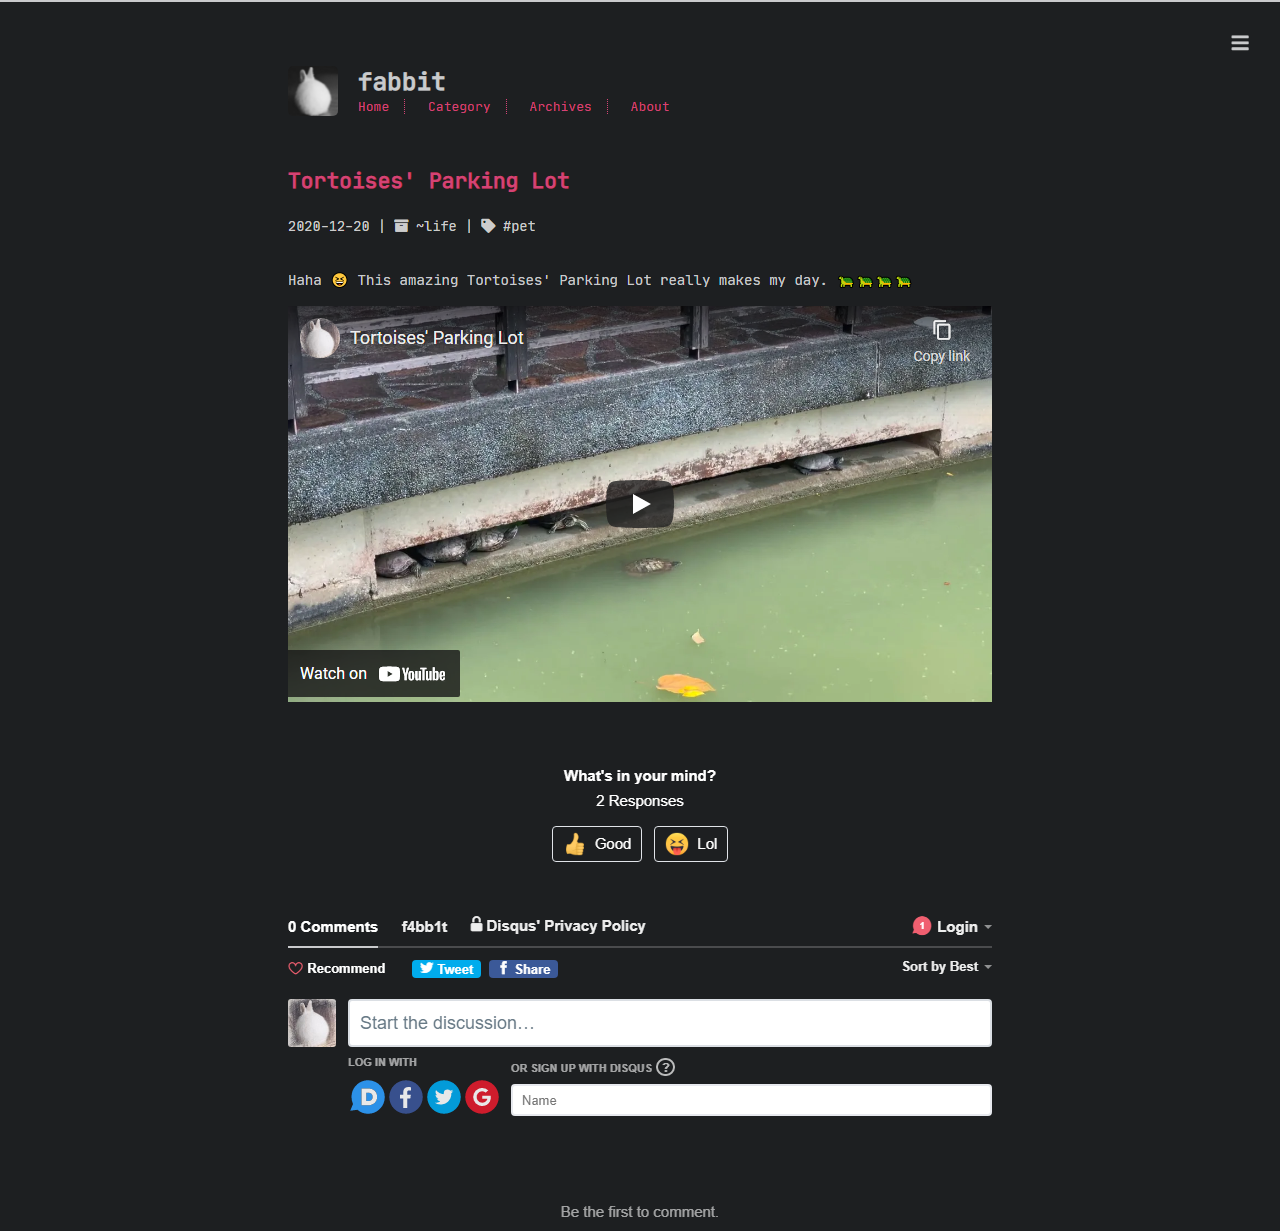 fabbit
Home Category Archives About
Tortoises' Parking Lot
2020-12-20 | ~life | #pet
Haha 😆 This amazing Tortoises' Parking Lot really makes my day. 🐢🐢🐢🐢
Tortoises' Parking Lot
Copy link
Watch on YouTube
What's in your mind?
2 Responses
Good Lol
0 Comments f4bb1t Disqus' Privacy Policy 1 Login
Recommend Tweet f Share Sort by Best
Start the discussion…
LOG IN WITH
OR SIGN UP WITH DISQUS ?
D f G
Name
Be the first to comment.